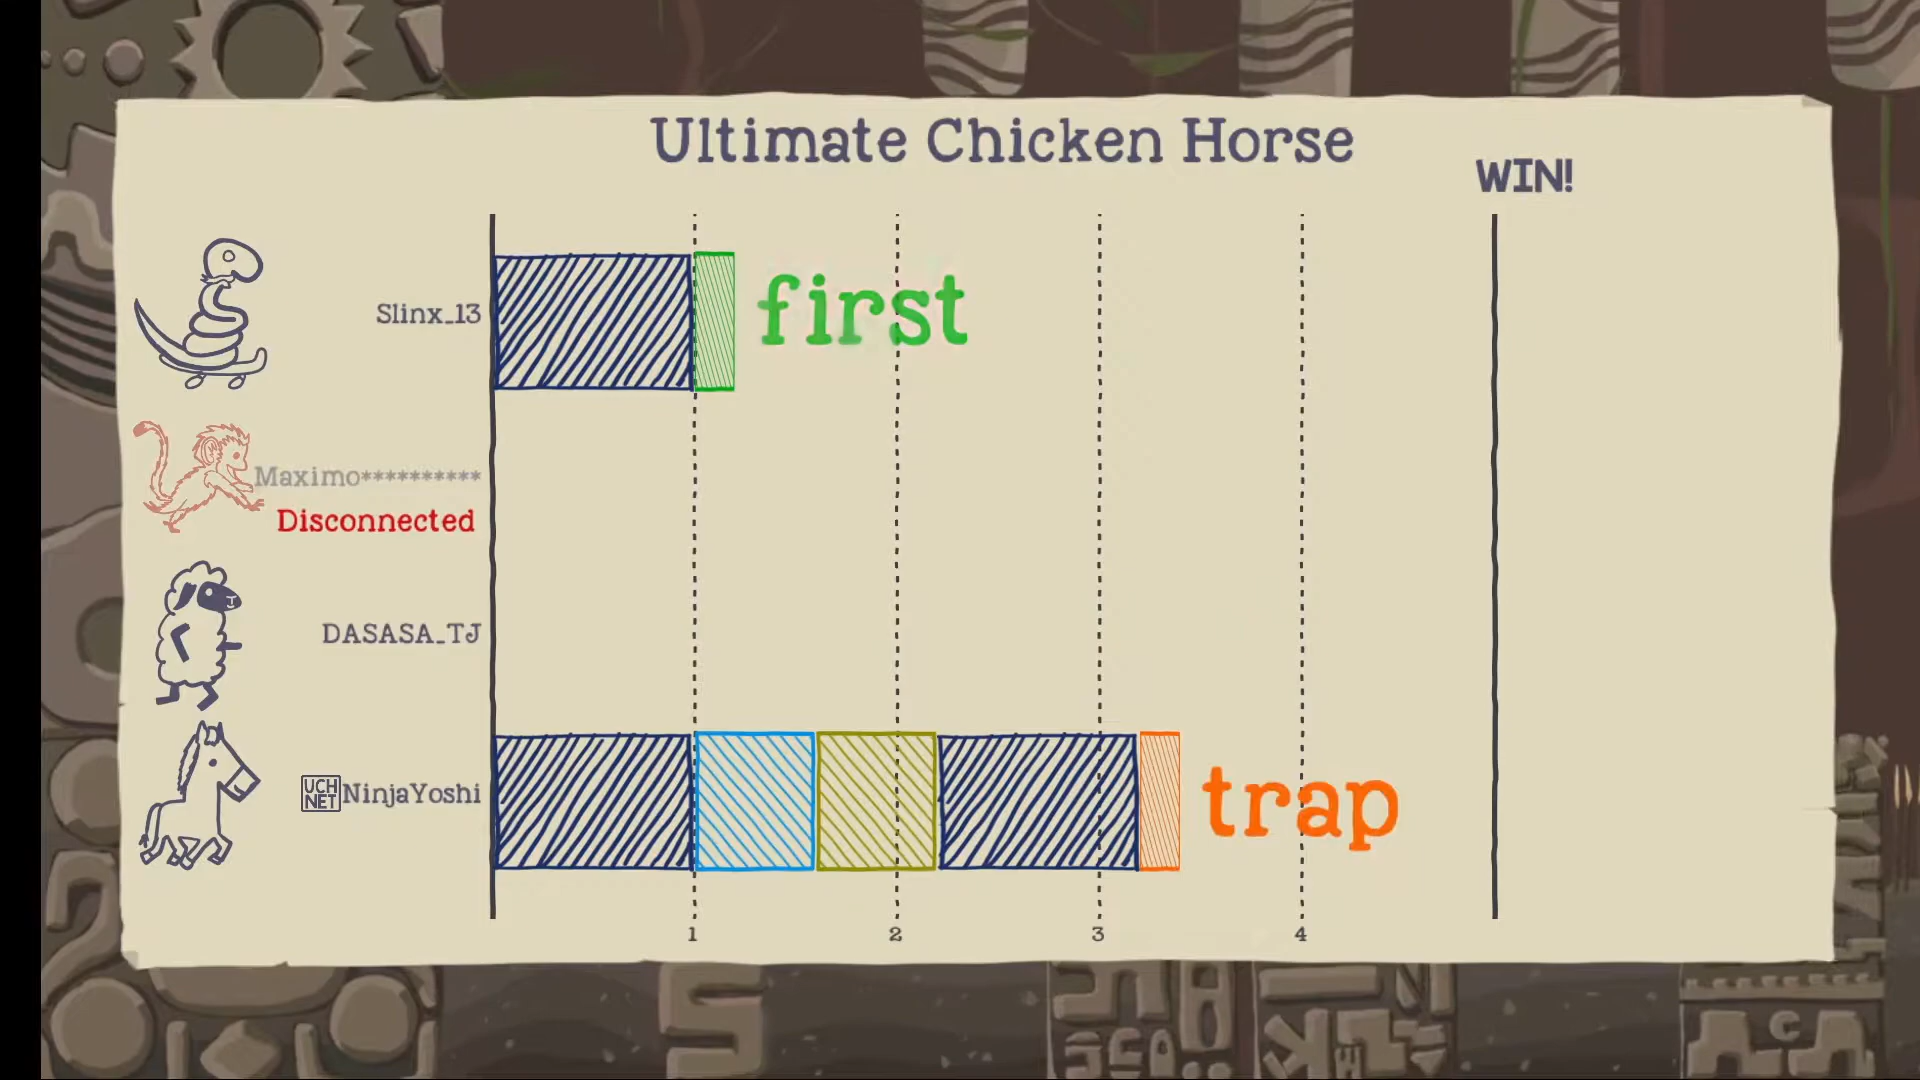 Ultimate Chicken Horse
WIN!
Slinx_13
first
Maximo**********
Disconnected
DASASA_TJ
UCH
NET
NinjaYoshi
trap
1
2
3
4